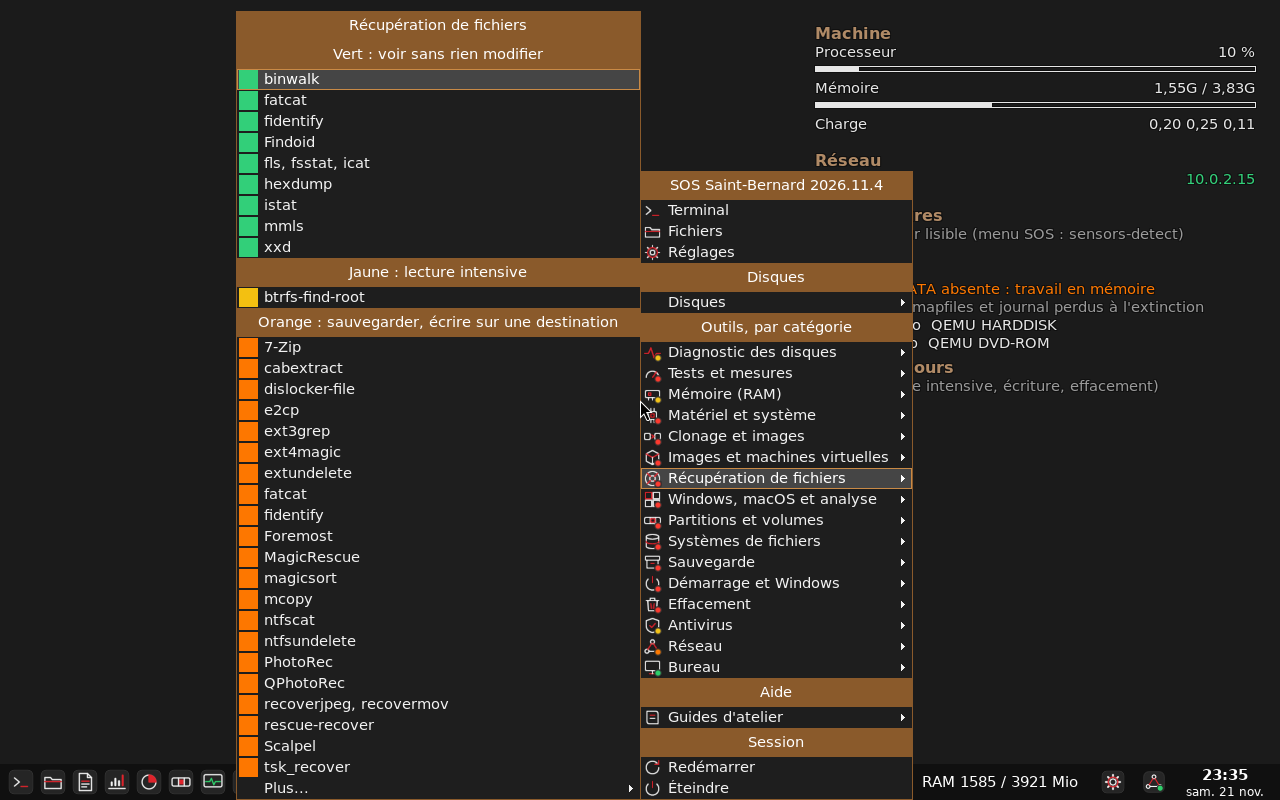 Récupération de fichiers
Vert : voir sans rien modifier
binwalk
fatcat
fidentify
Findoid
fls, fsstat, icat
hexdump
istat
mmls
xxd
Jaune : lecture intensive
btrfs-find-root
Orange : sauvegarder, écrire sur une destination
7-Zip
cabextract
dislocker-file
e2cp
ext3grep
ext4magic
extundelete
fatcat
fidentify
Foremost
MagicRescue
magicsort
mcopy
ntfscat
ntfsundelete
PhotoRec
QPhotoRec
recoverjpeg, recovermov
rescue-recover
Scalpel
tsk_recover
Plus...
SOS Saint-Bernard 2026.11.4
Terminal
Fichiers
Réglages
Disques
Disques
Outils, par catégorie
Diagnostic des disques
Tests et mesures
Mémoire (RAM)
Matériel et système
Clonage et images
Images et machines virtuelles
Récupération de fichiers
Windows, macOS et analyse
Partitions et volumes
Systèmes de fichiers
Sauvegarde
Démarrage et Windows
Effacement
Antivirus
Réseau
Bureau
Aide
Guides d'atelier
Session
Redémarrer
Éteindre
Machine
Processeur 10 %
Mémoire 1,55G / 3,83G
Charge 0,20 0,25 0,11
Réseau
10.0.2.15
res
r lisible (menu SOS : sensors-detect)
ATA absente : travail en mémoire
mapfiles et journal perdus à l'extinction
o QEMU HARDDISK
o QEMU DVD-ROM
ours
e intensive, écriture, effacement)
RAM 1585 / 3921 Mio
23:35
sam. 21 nov.